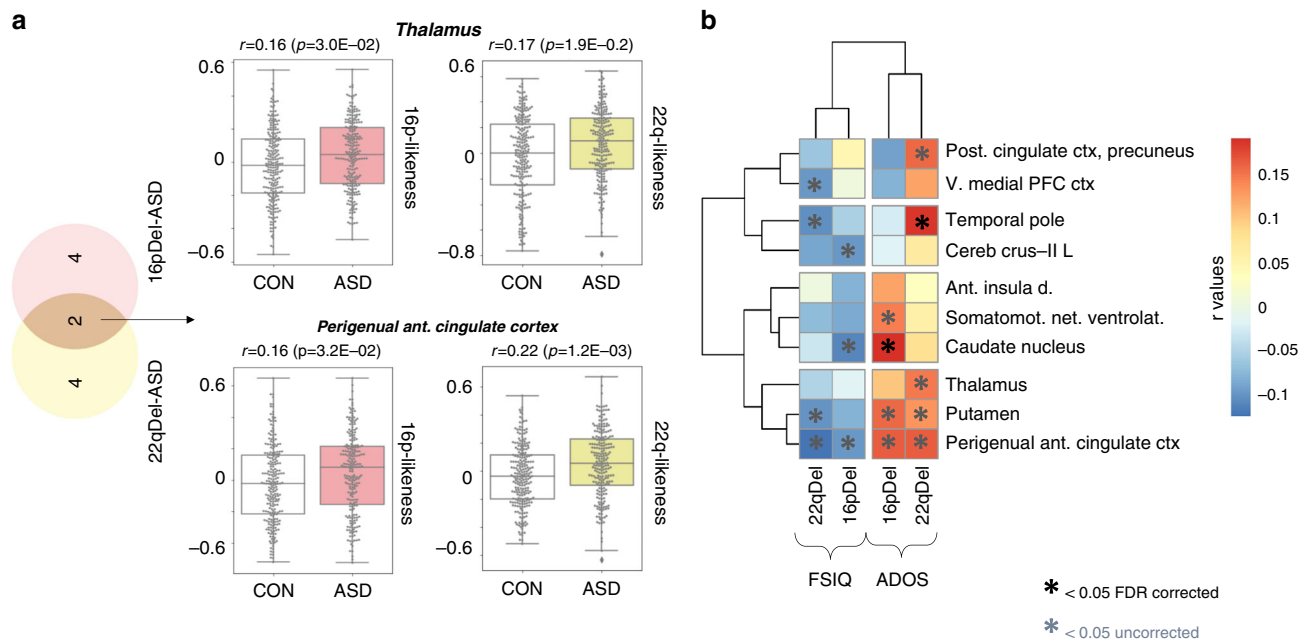 a
Thalamus
r=0.16 (p=3.0E–02)
r=0.17 (p=1.9E–0.2)
0.6
0
–0.6
CON
ASD
16p-likeness
0.6
0
–0.8
CON
ASD
22q-likeness
16pDel-ASD
4
2
4
22qDel-ASD
Perigenual ant. cingulate cortex
r=0.16 (p=3.2E–02)
r=0.22 (p=1.2E–03)
0.6
0
–0.6
CON
ASD
16p-likeness
0.6
0
–0.6
CON
ASD
22q-likeness
b
Post. cingulate ctx, precuneus
V. medial PFC ctx
Temporal pole
Cereb crus–II L
Ant. insula d.
Somatomot. net. ventrolat.
Caudate nucleus
Thalamus
Putamen
Perigenual ant. cingulate ctx
22qDel
16pDel
16pDel
22qDel
FSIQ
ADOS
0.15
0.1
0.05
0
–0.05
–0.1
r values
* < 0.05 FDR corrected
* < 0.05 uncorrected